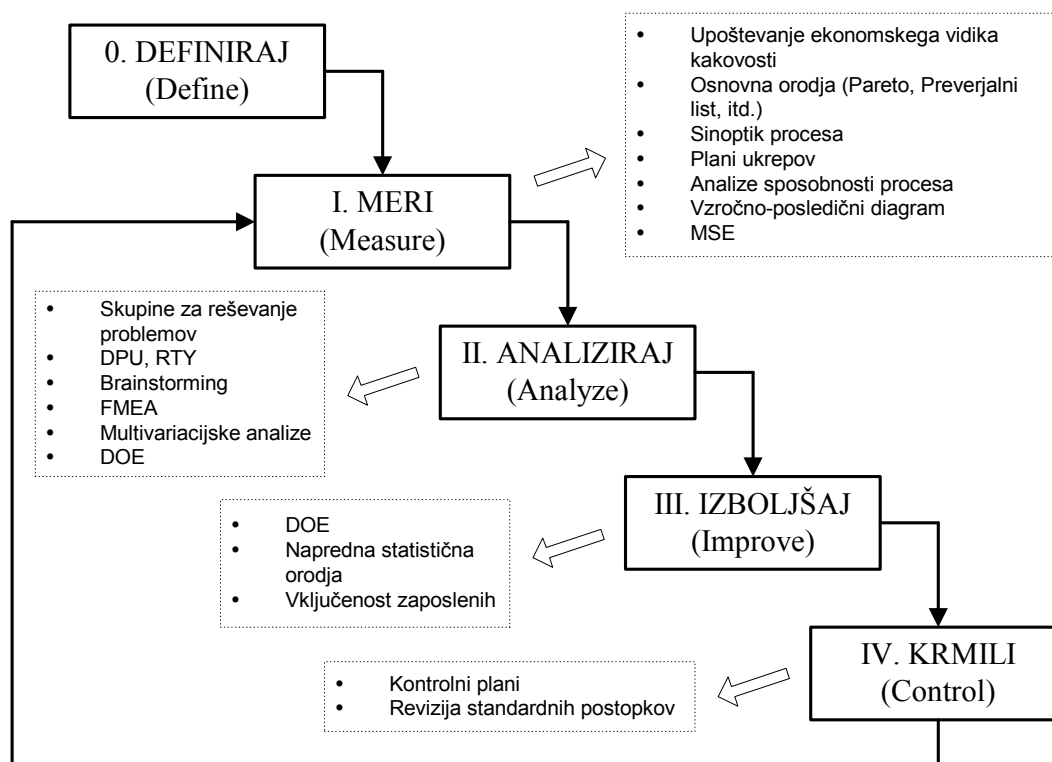 0. DEFINIRAJ
(Define)
• Upoštevanje ekonomskega vidika
kakovosti
• Osnovna orodja (Pareto, Preverjalni
list, itd.)
• Sinoptik procesa
• Plani ukrepov
• Analize sposobnosti procesa
• Vzročno-posledični diagram
• MSE
I. MERI
(Measure)
• Skupine za reševanje
problemov
• DPU, RTY
• Brainstorming
• FMEA
• Multivariacijske analize
• DOE
II. ANALIZIRAJ
(Analyze)
• DOE
• Napredna statistična
orodja
• Vključenost zaposlenih
III. IZBOLJŠAJ
(Improve)
• Kontrolni plani
• Revizija standardnih postopkov
IV. KRMILI
(Control)